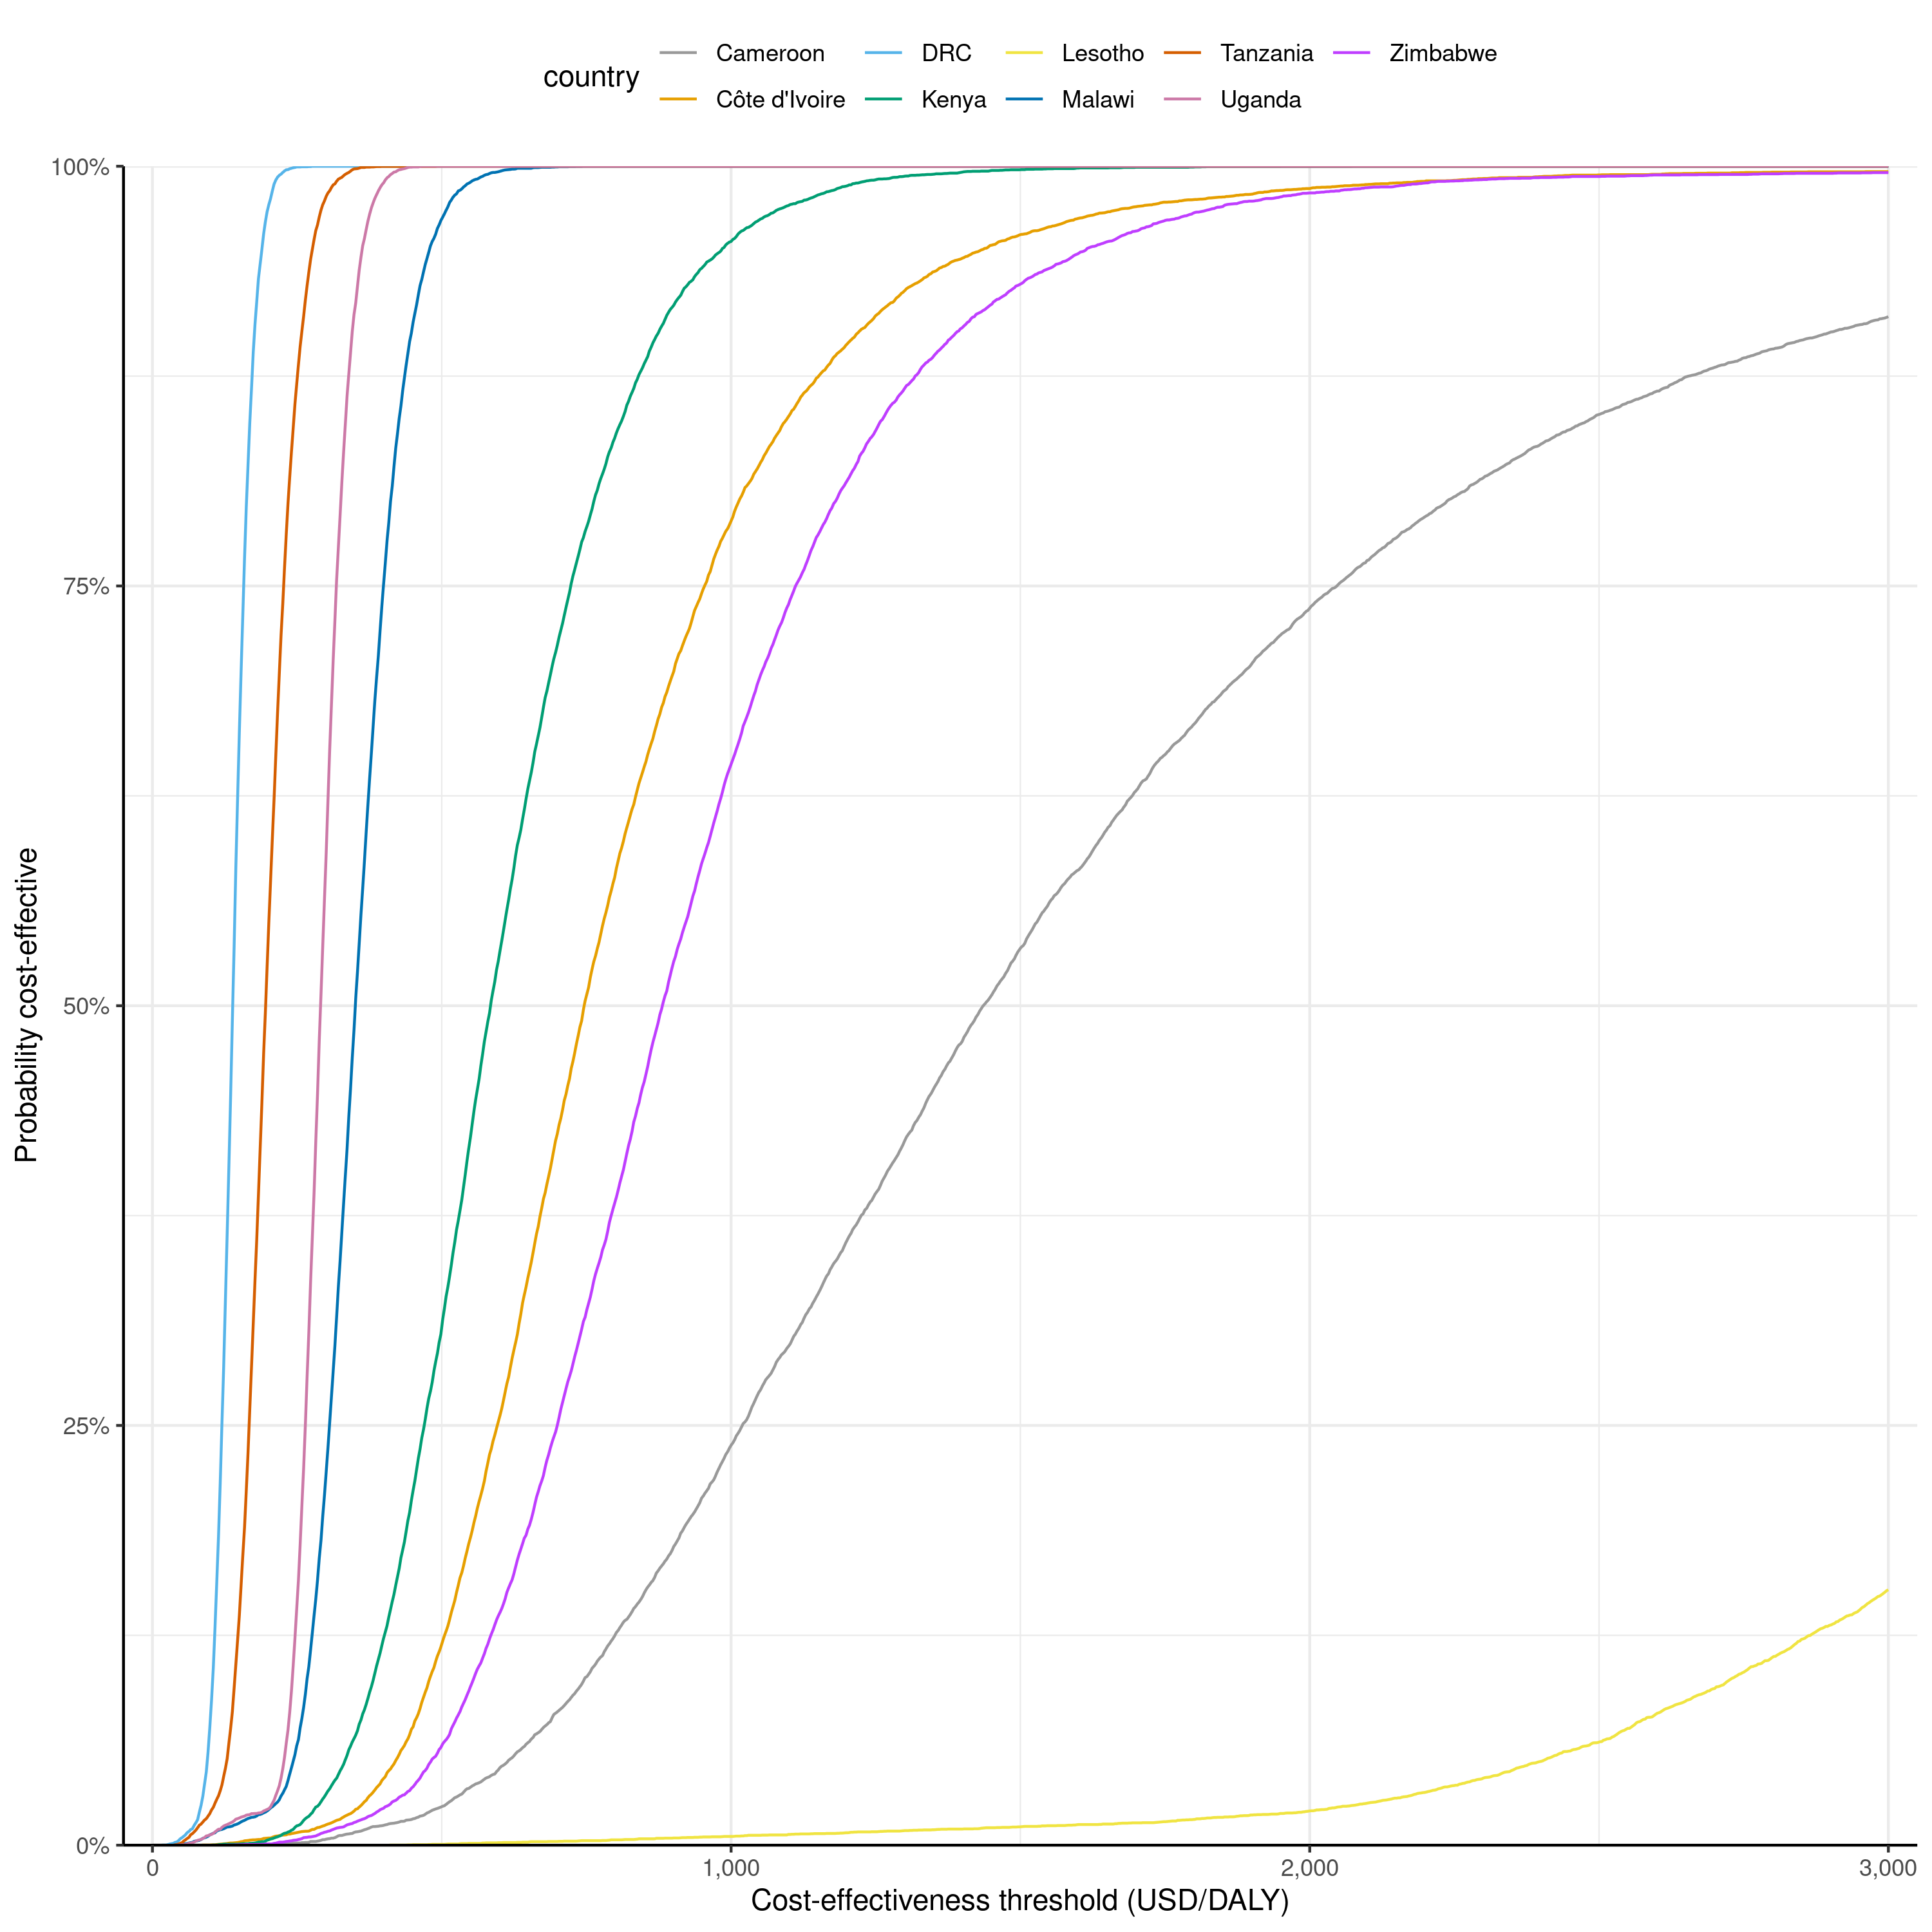 country
Cameroon DRC Lesotho Tanzania Zimbabwe
Côte d'Ivoire Kenya Malawi Uganda
100%
75%
50%
25%
0%
Probability cost-effective
0 1,000 2,000 3,000
Cost-effectiveness threshold (USD/DALY)